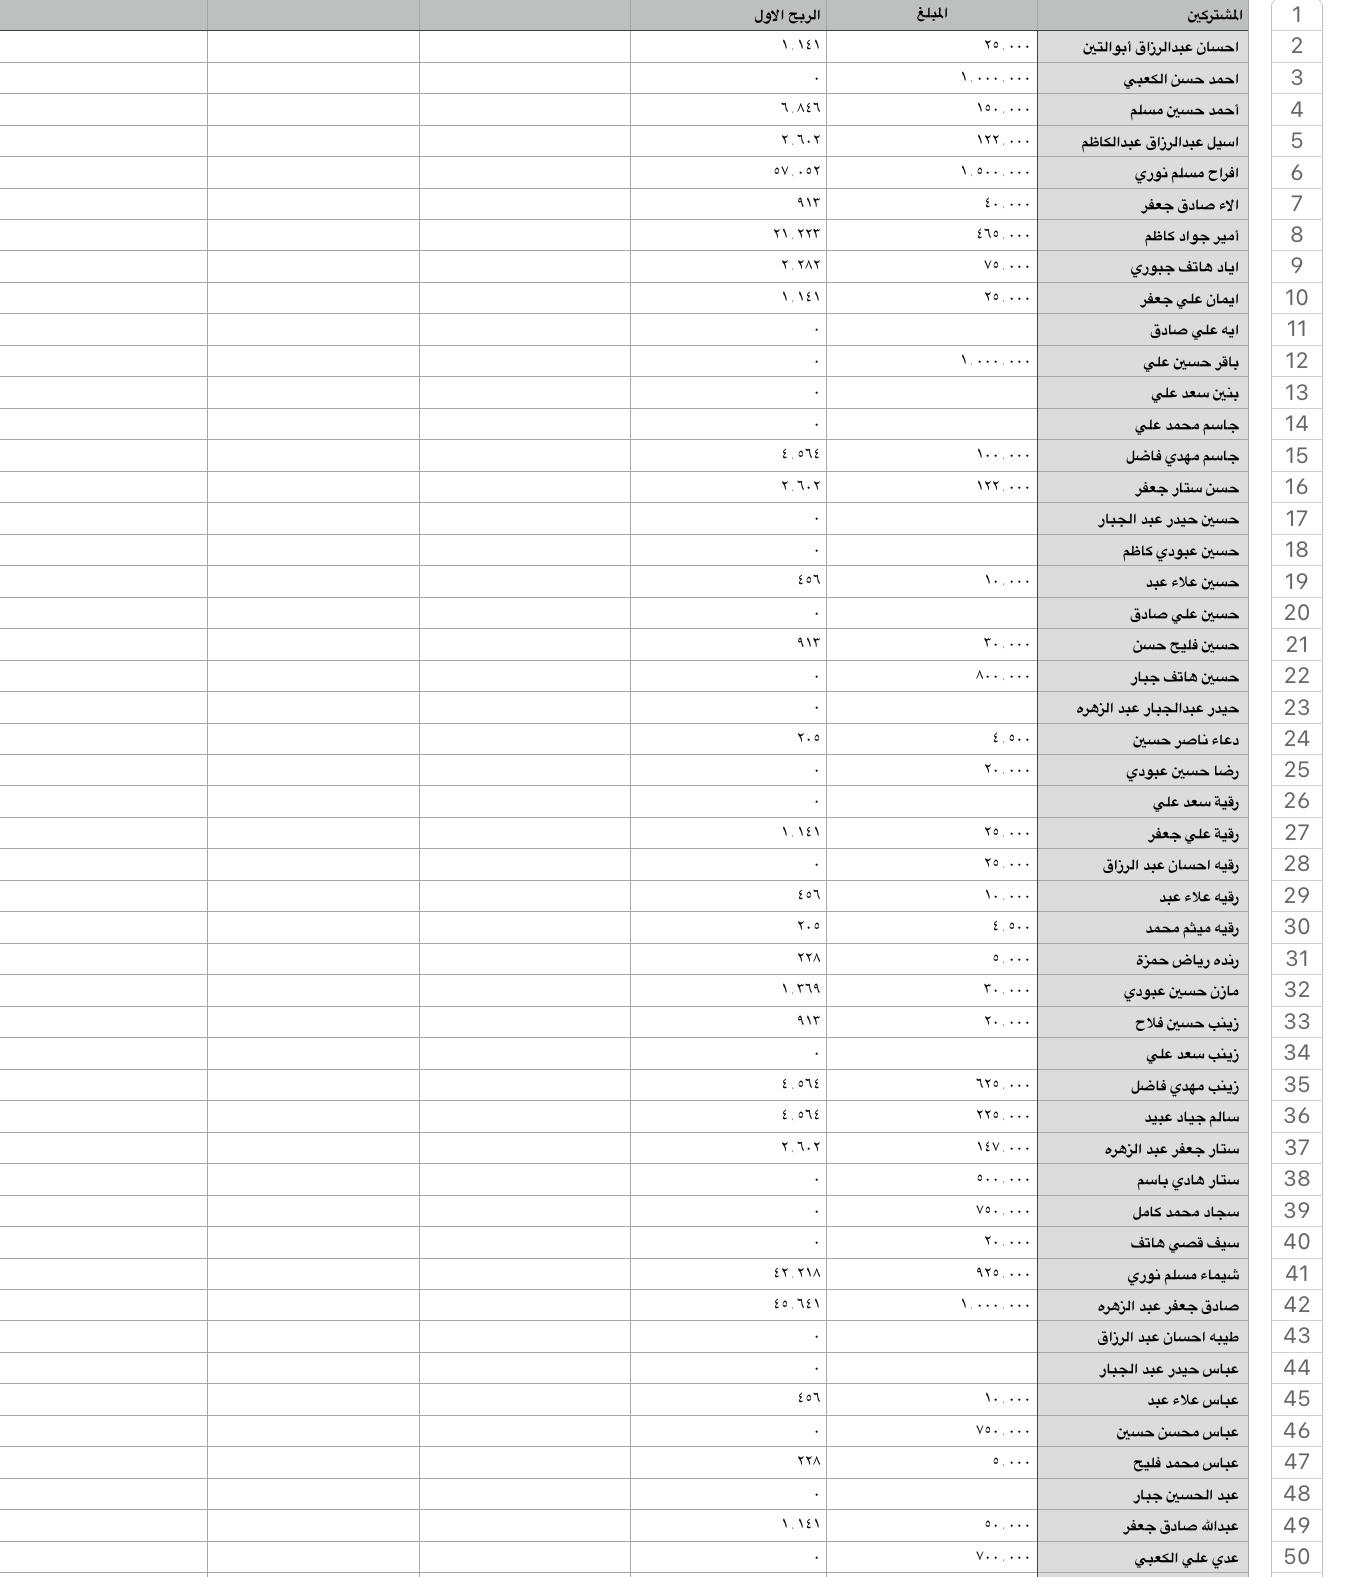 1 المشتركين المبلغ الربح الاول
2 احسان عبدالرزاق أبوالتين ٢٥٬٠٠٠ ١٬١٤١
3 احمد حسن الكعبي ١٬٠٠٠٬٠٠٠ ٠
4 أحمد حسين مسلم ١٥٠٬٠٠٠ ٦٬٨٤٦
5 اسيل عبدالرزاق عبدالكاظم ١٢٢٬٠٠٠ ٢٬٦٠٢
6 افراح مسلم نوري ١٬٥٠٠٬٠٠٠ ٥٧٬٠٥٢
7 الاء صادق جعفر ٤٠٬٠٠٠ ٩١٣
8 أمير جواد كاظم ٤٦٥٬٠٠٠ ٢١٬٢٢٣
9 اياد هاتف جبوري ٧٥٬٠٠٠ ٢٬٢٨٢
10 ايمان علي جعفر ٢٥٬٠٠٠ ١٬١٤١
11 ايه علي صادق ٠
12 باقر حسين علي ١٬٠٠٠٬٠٠٠ ٠
13 بنين سعد علي ٠
14 جاسم محمد علي ٠
15 جاسم مهدي فاضل ١٠٠٬٠٠٠ ٤٬٥٦٤
16 حسن ستار جعفر ١٢٢٬٠٠٠ ٢٬٦٠٢
17 حسين حيدر عبد الجبار ٠
18 حسين عبودي كاظم ٠
19 حسين علاء عبد ١٠٬٠٠٠ ٤٥٦
20 حسين علي صادق ٠
21 حسين فليح حسن ٣٠٬٠٠٠ ٩١٣
22 حسين هاتف جبار ٨٠٠٬٠٠٠ ٠
23 حيدر عبدالجبار عبد الزهره ٠
24 دعاء ناصر حسين ٤٬٥٠٠ ٢٠٥
25 رضا حسين عبودي ٢٠٬٠٠٠ ٠
26 رقية سعد علي ٠
27 رقية علي جعفر ٢٥٬٠٠٠ ١٬١٤١
28 رقيه احسان عبد الرزاق ٢٥٬٠٠٠ ٠
29 رقيه علاء عبد ١٠٬٠٠٠ ٤٥٦
30 رقيه ميثم محمد ٤٬٥٠٠ ٢٠٥
31 رنده رياض حمزة ٥٬٠٠٠ ٢٢٨
32 مازن حسين عبودي ٣٠٬٠٠٠ ١٬٣٦٩
33 زينب حسين فلاح ٢٠٬٠٠٠ ٩١٣
34 زينب سعد علي ٠
35 زينب مهدي فاضل ٦٢٥٬٠٠٠ ٤٬٥٦٤
36 سالم جياد عبيد ٢٢٥٬٠٠٠ ٤٬٥٦٤
37 ستار جعفر عبد الزهره ١٤٧٬٠٠٠ ٢٬٦٠٢
38 ستار هادي باسم ٥٠٠٬٠٠٠ ٠
39 سجاد محمد كامل ٧٥٠٬٠٠٠ ٠
40 سيف قصي هاتف ٢٠٬٠٠٠ ٠
41 شيماء مسلم نوري ٩٢٥٬٠٠٠ ٤٢٬٢١٨
42 صادق جعفر عبد الزهره ١٬٠٠٠٬٠٠٠ ٤٥٬٦٤١
43 طيبه احسان عبد الرزاق ٠
44 عباس حيدر عبد الجبار ٠
45 عباس علاء عبد ١٠٬٠٠٠ ٤٥٦
46 عباس محسن حسين ٧٥٠٬٠٠٠ ٠
47 عباس محمد فليح ٥٬٠٠٠ ٢٢٨
48 عبد الحسين جبار ٠
49 عبدالله صادق جعفر ٥٠٬٠٠٠ ١٬١٤١
50 عدي علي الكعبي ٧٠٠٬٠٠٠ ٠